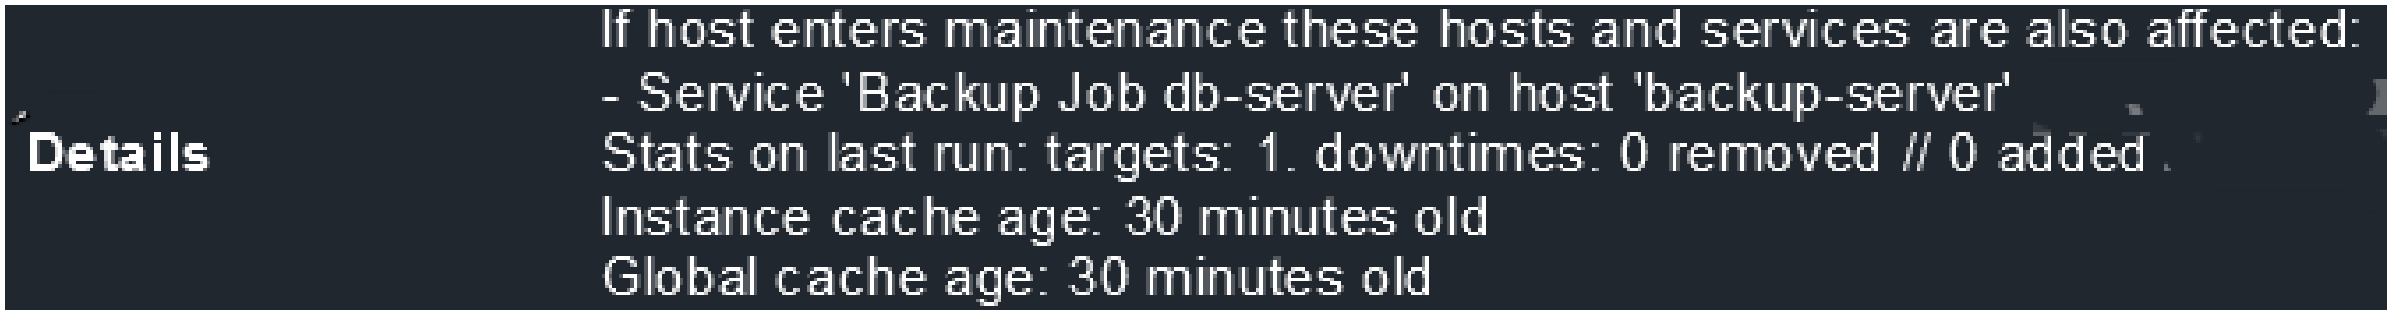 If host enters maintenance these hosts and services are also affected:
- Service 'Backup Job db-server' on host 'backup-server'
Details
Stats on last run: targets: 1. downtimes: 0 removed // 0 added .
Instance cache age: 30 minutes old
Global cache age: 30 minutes old